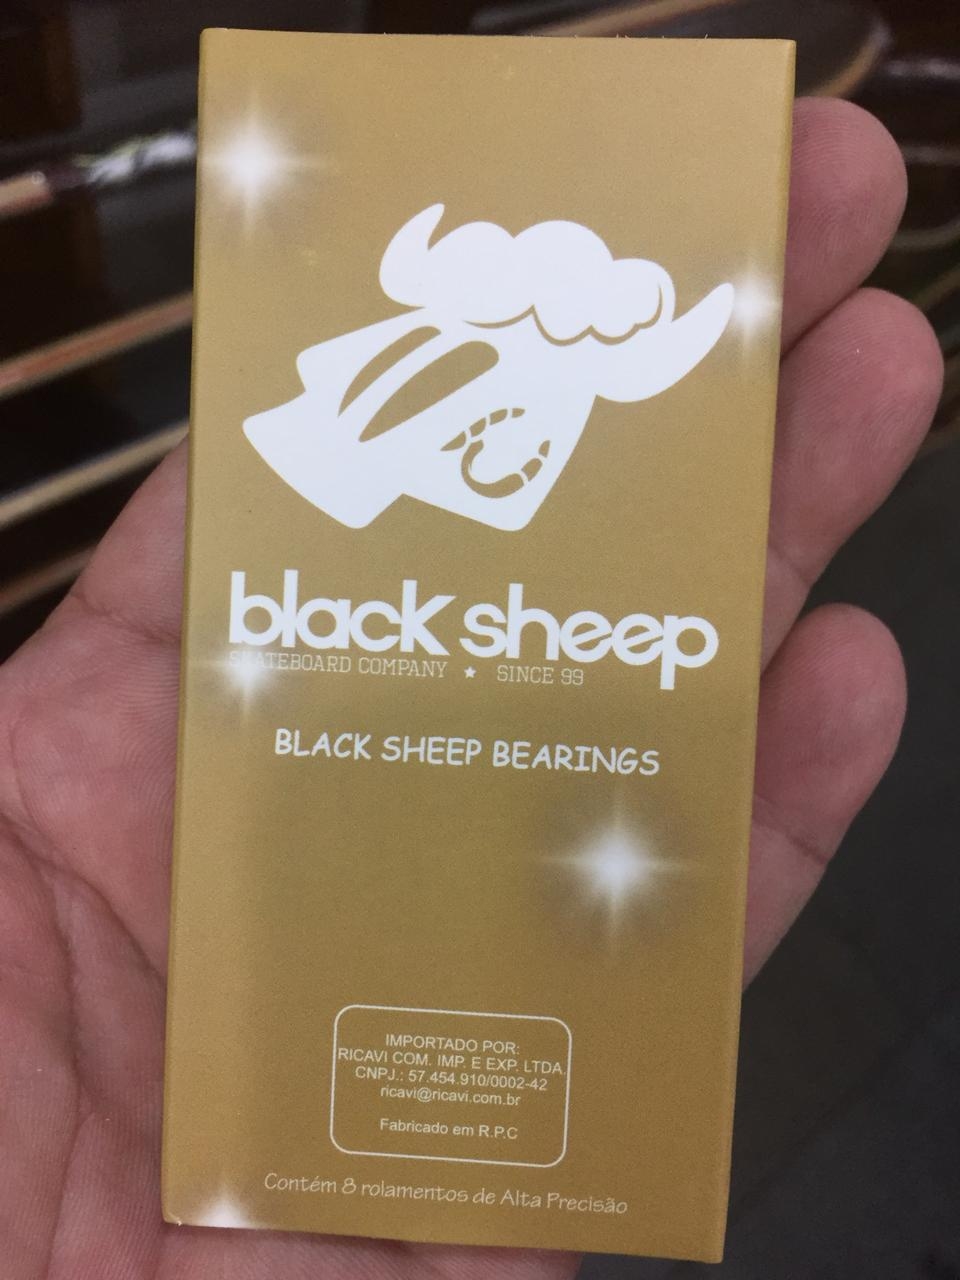 black sheep
SKATEBOARD COMPANY ★ SINCE 99
BLACK SHEEP BEARINGS
IMPORTADO POR:
RICAVI COM. IMP. E EXP. LTDA.
CNPJ.: 57.454.910/0002-42
ricavi@ricavi.com.br
Fabricado em R.P.C
Contém 8 rolamentos de Alta Precisão